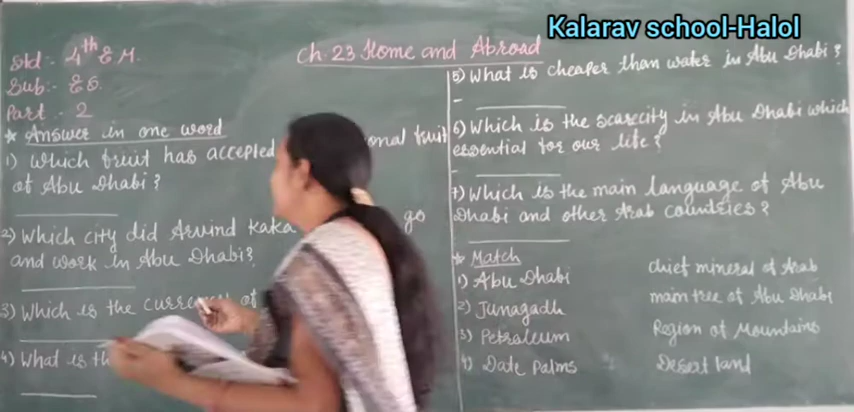 Kalarav school-Halol
Std:- 4th E.M.
Sub:- ES.
Part:- 2
Ch. 23 Home and Abroad
* Answer in one word
1) Which fruit has accepted onal fruit
of Abu Dhabi?
2) Which city did Arvind Kaka go
and work in Abu Dhabi?
3) Which is the currency of
4) What is th
5) What is cheaper than water in Abu Dhabi?
6) Which is the scarecity in Abu Dhabi which
essential for our life?
7) Which is the main language of Abu
Dhabi and other Arab countries?
* Match
1) Abu Dhabi chief mineral of Arab
2) Junagadh main tree of Abu Dhabi
3) Petroleum Region of Mountains
4) Date Palms Desert land